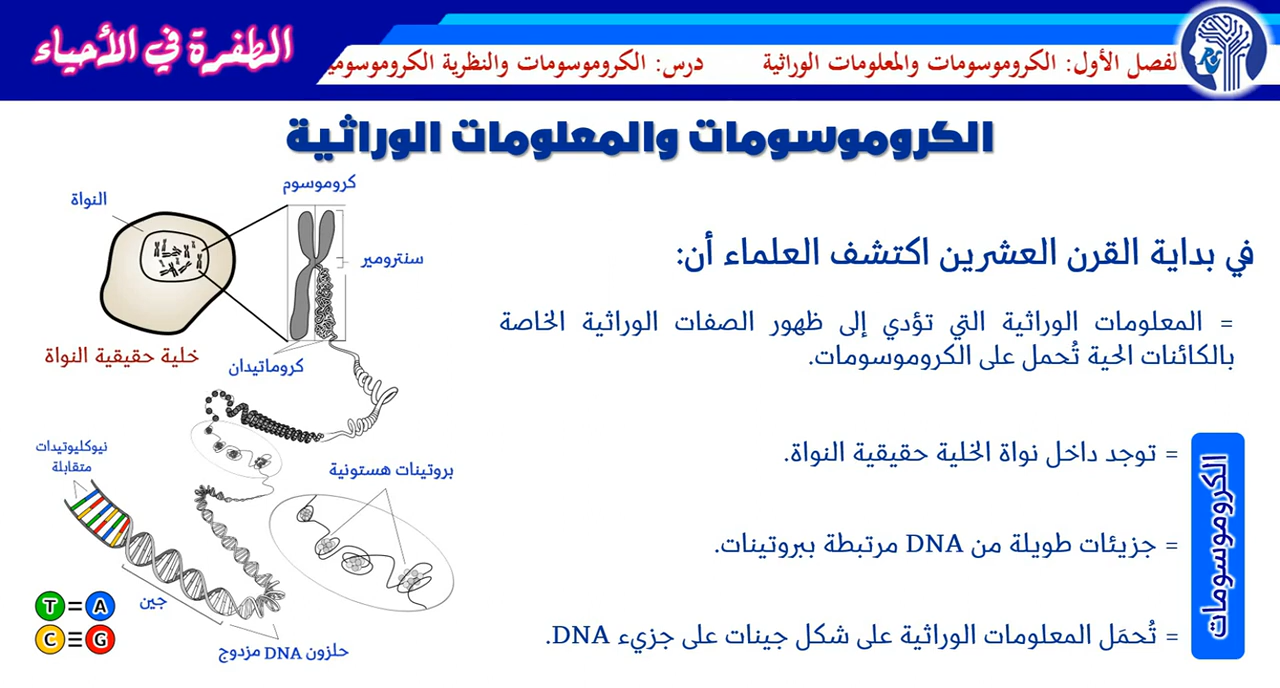 الطفرة في الأحياء
لفصل الأول: الكروموسومات والمعلومات الوراثية
درس: الكروموسومات والنظرية الكروموسومي
الكروموسومات والمعلومات الوراثية
في بداية القرن العشرين اكتشف العلماء أن:
= المعلومات الوراثية التي تؤدي إلى ظهور الصفات الوراثية الخاصة
بالكائنات الحية تُحمل على الكروموسومات.
الكروموسومات
= توجد داخل نواة الخلية حقيقية النواة.
= جزيئات طويلة من DNA مرتبطة ببروتينات.
= تُحمَل المعلومات الوراثية على شكل جينات على جزيء DNA.
كروموسوم
النواة
سنترومير
خلية حقيقية النواة
كروماتيدان
نيوكليوتيدات
متقابلة
بروتينات هستونية
جين
حلزون DNA مزدوج
T = A
C ≡ G